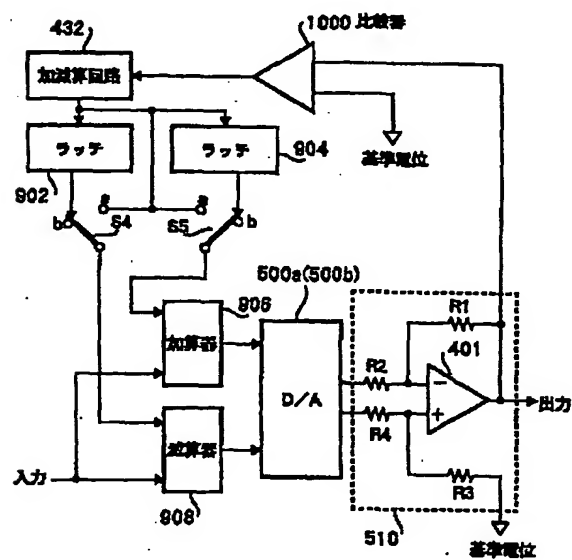 1000 比較器
432
加減算回路
ラッチ
ラッチ
904
基準電位
902
a
a
b
S4
S5
b
500a(500b)
906
加算器
R1
R2
401
D/A
−
+
出力
R4
減算器
入力
R3
908
510
基準電位